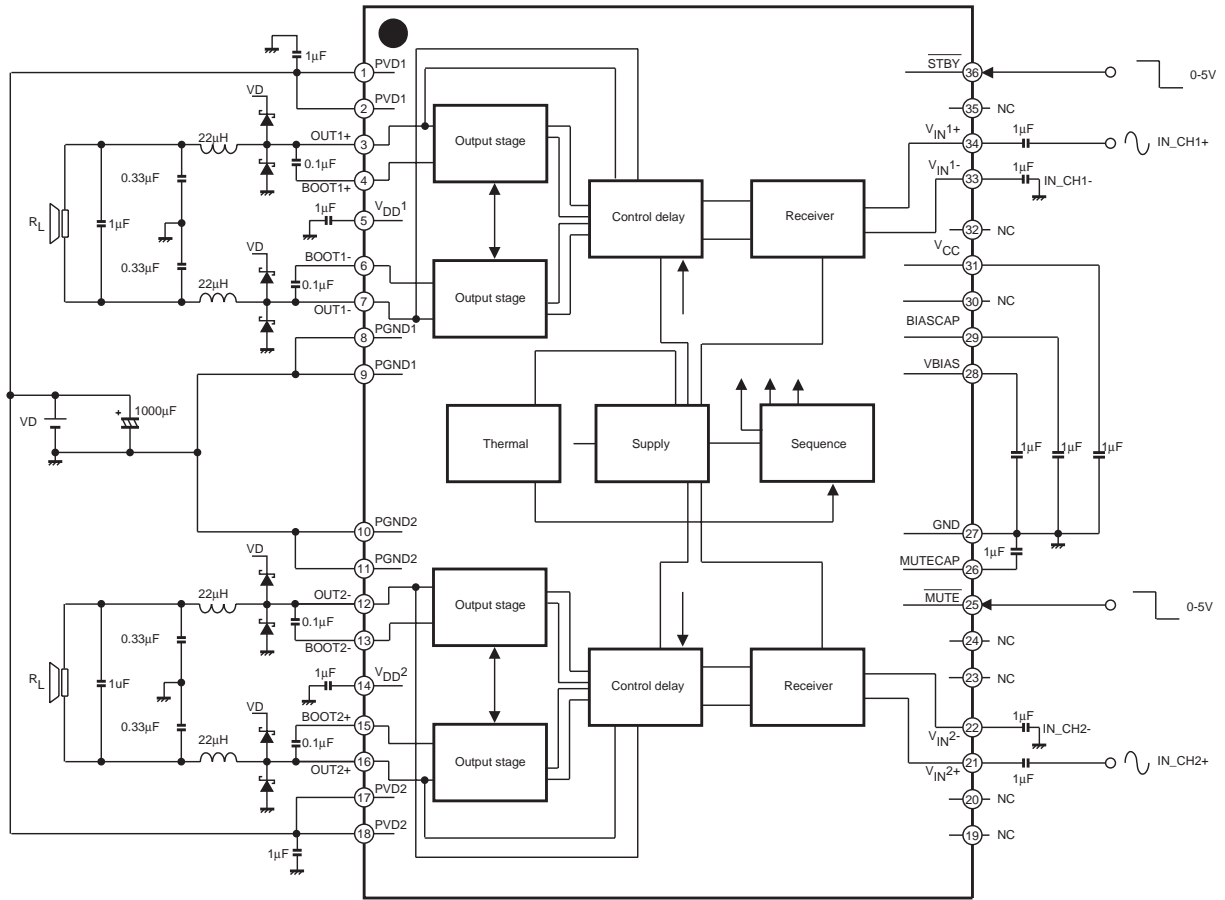 1µF
1 PVD1
2 PVD1
VD
22µH
OUT1+
3
0.1µF
BOOT1+
4
0.33µF
1µF
VDD1
5
RL
1µF
0.33µF
VD
BOOT1-
6
0.1µF
22µH
7
OUT1-
PGND1
8
PGND1
9
VD
+
1000µF
10 PGND2
11 PGND2
VD
22µH
OUT2-
12
0.1µF
BOOT2-
13
0.33µF
1µF
VDD2
14
RL
1uF
0.33µF
VD
BOOT2+
15
0.1µF
22µH
16
OUT2+
PVD2
17
PVD2
18
1µF
Output stage
Output stage
Control delay
Receiver
Thermal
Supply
Sequence
Output stage
Output stage
Control delay
Receiver
STBY
36
0-5V
35 NC
VIN1+
34
1µF
IN_CH1+
VIN1-
33
1µF
IN_CH1-
32 NC
VCC
31
30 NC
BIASCAP
29
VBIAS
28
1µF
1µF
1µF
GND
27
1µF
MUTECAP
26
MUTE
25
0-5V
24 NC
23 NC
22
1µF
IN_CH2-
VIN2-
21
1µF
IN_CH2+
VIN2+
20 NC
19 NC